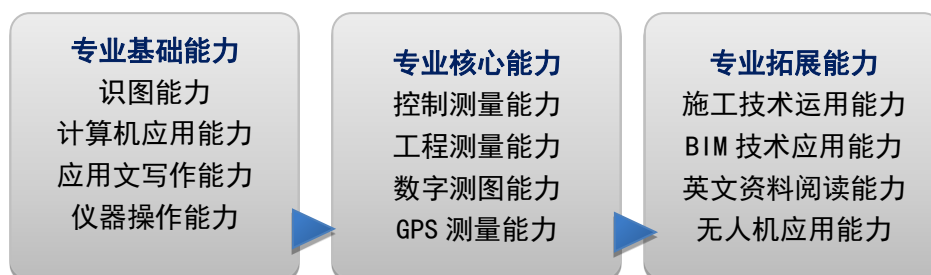 专业基础能力
识图能力
计算机应用能力
应用文写作能力
仪器操作能力
专业核心能力
控制测量能力
工程测量能力
数字测图能力
GPS 测量能力
专业拓展能力
施工技术运用能力
BIM 技术应用能力
英文资料阅读能力
无人机应用能力